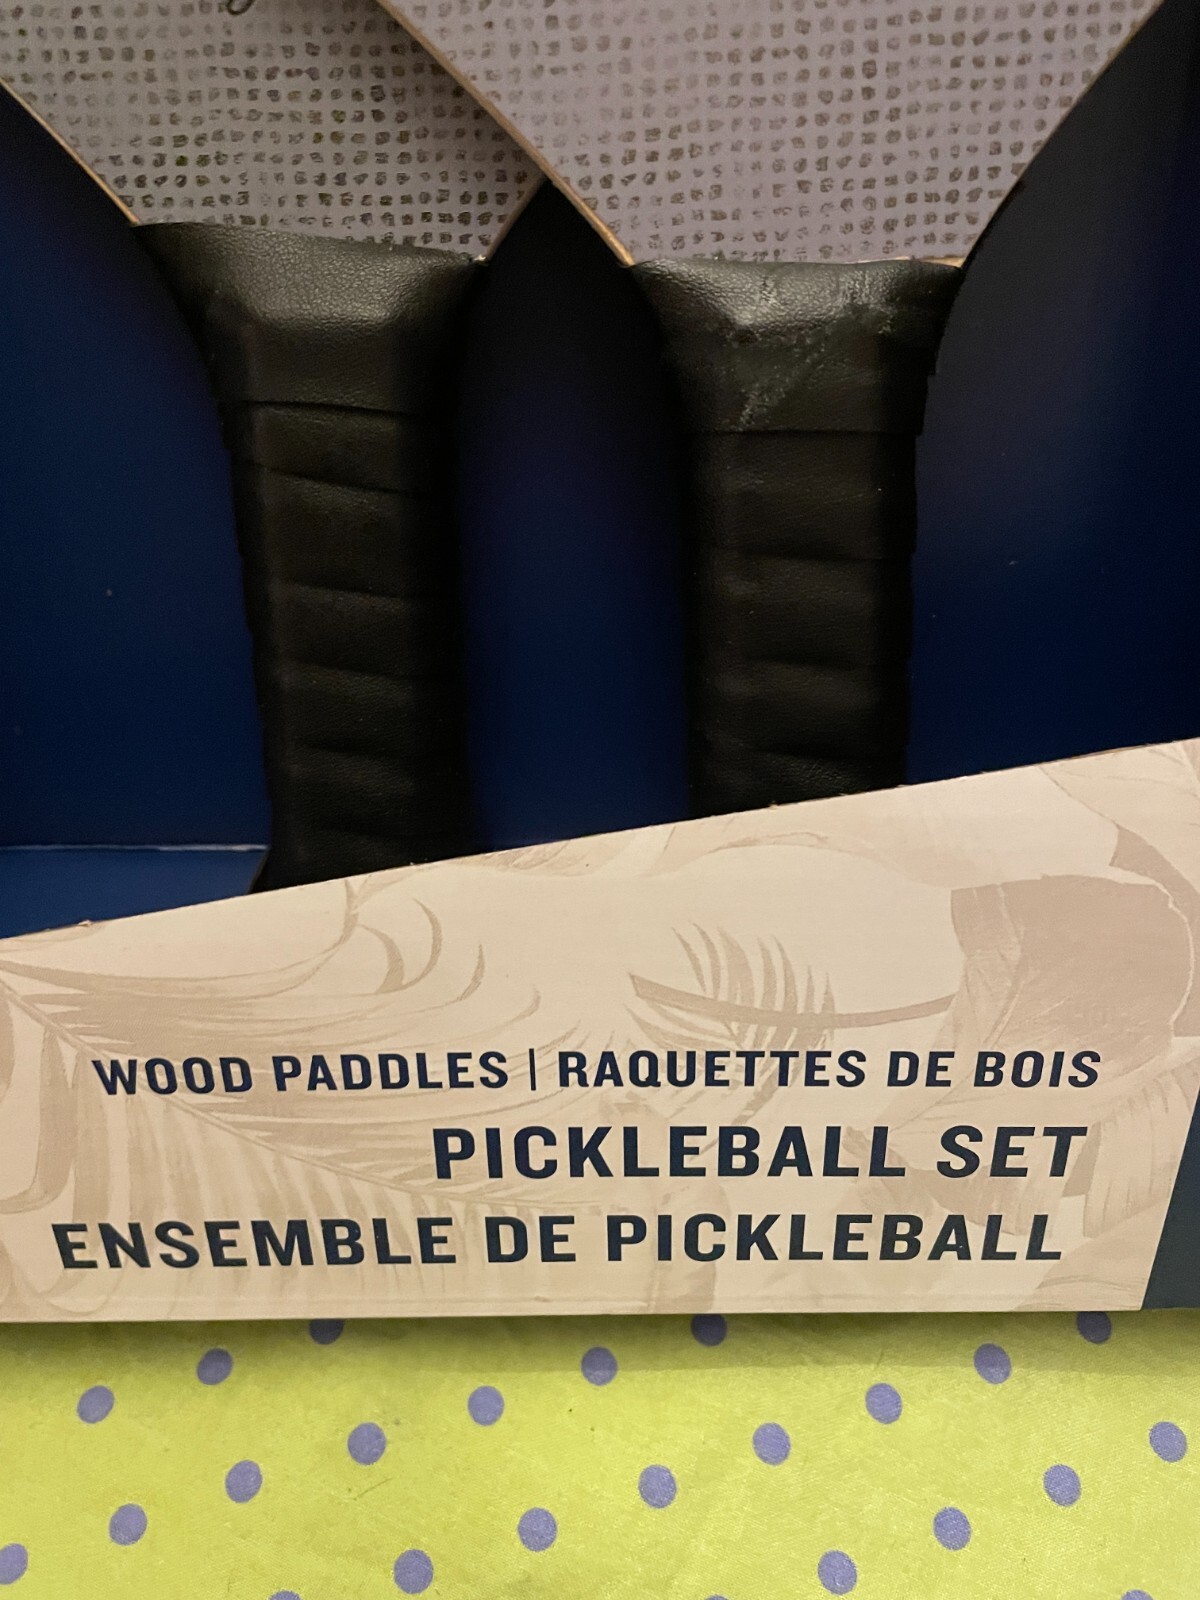 WOOD PADDLES | RAQUETTES DE BOIS
PICKLEBALL SET
ENSEMBLE DE PICKLEBALL